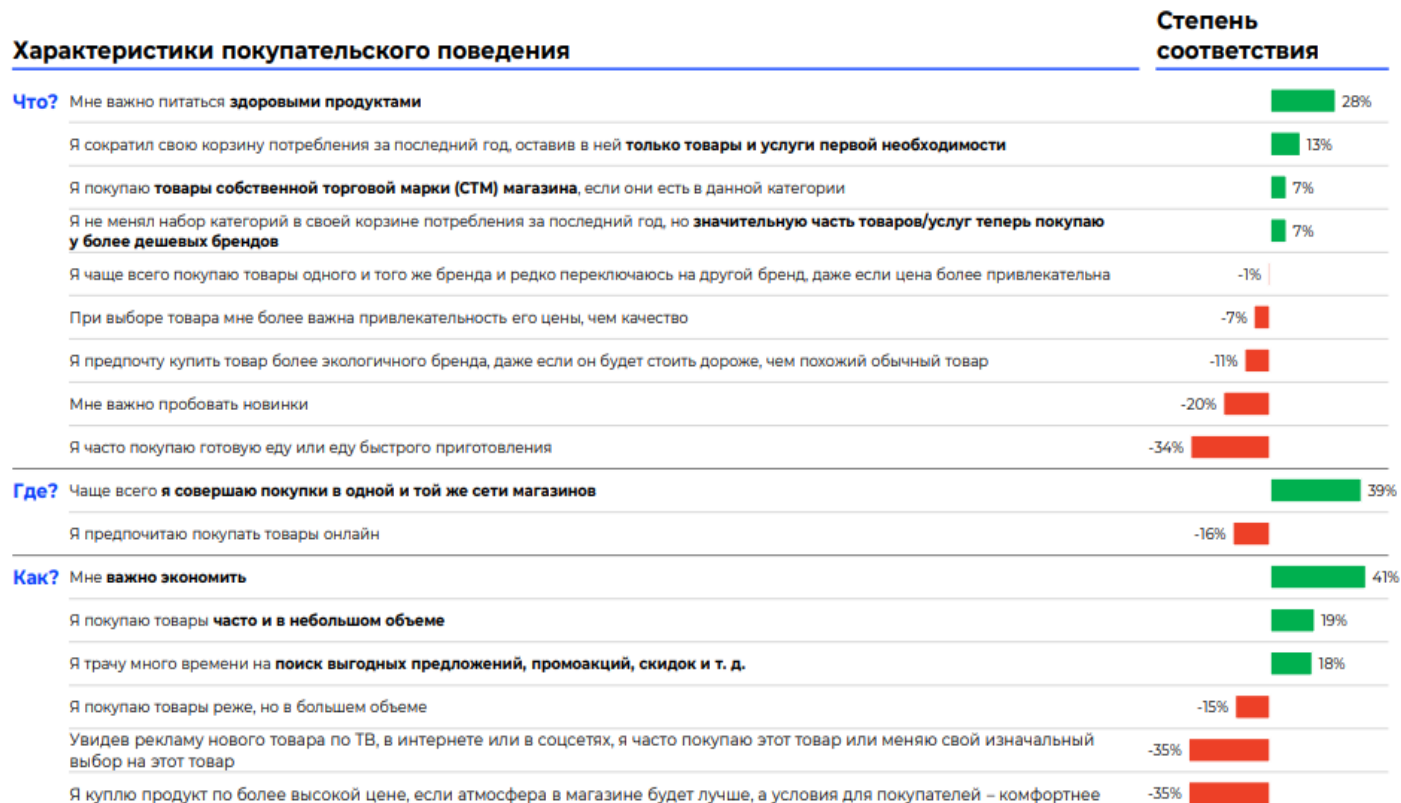 Степень
Характеристики покупательского поведения соответствия
Что? Мне важно питаться здоровыми продуктами 28%
Я сократил свою корзину потребления за последний год, оставив в ней только товары и услуги первой необходимости 13%
Я покупаю товары собственной торговой марки (СТМ) магазина, если они есть в данной категории 7%
Я не менял набор категорий в своей корзине потребления за последний год, но значительную часть товаров/услуг теперь покупаю
у более дешевых брендов 7%
Я чаще всего покупаю товары одного и того же бренда и редко переключаюсь на другой бренд, даже если цена более привлекательна -1%
При выборе товара мне более важна привлекательность его цены, чем качество -7%
Я предпочту купить товар более экологичного бренда, даже если он будет стоить дороже, чем похожий обычный товар -11%
Мне важно пробовать новинки -20%
Я часто покупаю готовую еду или еду быстрого приготовления -34%
Где? Чаще всего я совершаю покупки в одной и той же сети магазинов 39%
Я предпочитаю покупать товары онлайн -16%
Как? Мне важно экономить 41%
Я покупаю товары часто и в небольшом объеме 19%
Я трачу много времени на поиск выгодных предложений, промоакций, скидок и т. д. 18%
Я покупаю товары реже, но в большем объеме -15%
Увидев рекламу нового товара по ТВ, в интернете или в соцсетях, я часто покупаю этот товар или меняю свой изначальный
выбор на этот товар -35%
Я куплю продукт по более высокой цене, если атмосфера в магазине будет лучше, а условия для покупателей – комфортнее -35%